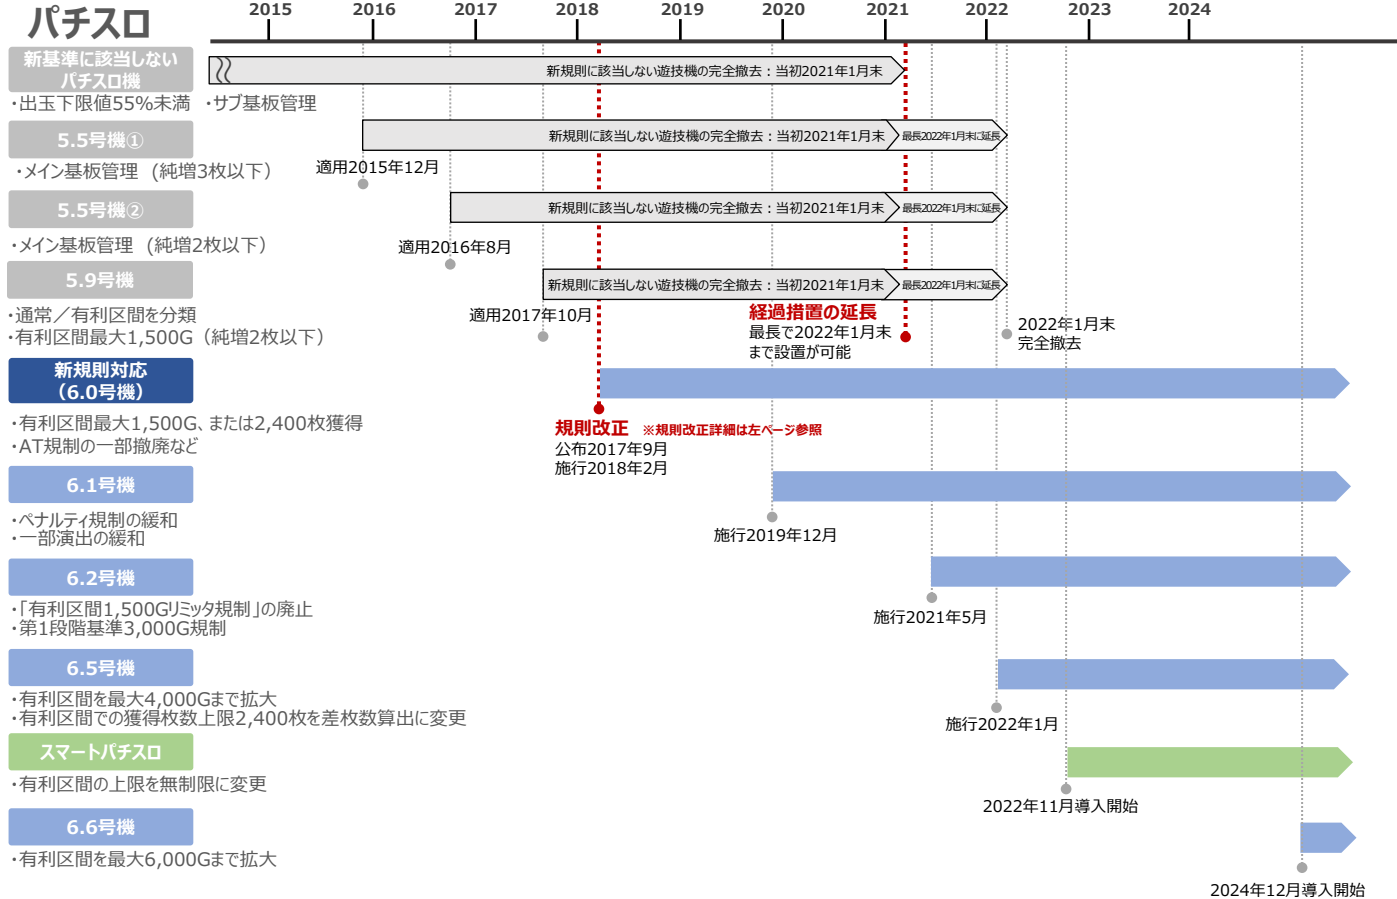 パチスロ
2015 2016 2017 2018 2019 2020 2021 2022 2023 2024
新基準に該当しない
パチスロ機
新規則に該当しない遊技機の完全撤去：当初2021年1月末
・出玉下限値55%未満 ・サブ基板管理
5.5号機①
新規則に該当しない遊技機の完全撤去：当初2021年1月末 最長2022年1月末に延長
・メイン基板管理 (純増3枚以下)
適用2015年12月
5.5号機②
新規則に該当しない遊技機の完全撤去：当初2021年1月末 最長2022年1月末に延長
・メイン基板管理 (純増2枚以下)
適用2016年8月
5.9号機
新規則に該当しない遊技機の完全撤去：当初2021年1月末 最長2022年1月末に延長
・通常／有利区間を分類
・有利区間最大1,500G（純増2枚以下）
適用2017年10月
経過措置の延長
最長で2022年1月末
まで設置が可能
2022年1月末
完全撤去
新規則対応
（6.0号機）
・有利区間最大1,500G、または2,400枚獲得
・AT規制の一部撤廃など
規則改正 ※規則改正詳細は左ページ参照
公布2017年9月
施行2018年2月
6.1号機
・ペナルティ規制の緩和
・一部演出の緩和
施行2019年12月
6.2号機
・「有利区間1,500Gリミッタ規制」の廃止
・第1段階基準3,000G規制
施行2021年5月
6.5号機
・有利区間を最大4,000Gまで拡大
・有利区間での獲得枚数上限2,400枚を差枚数算出に変更
施行2022年1月
スマートパチスロ
・有利区間の上限を無制限に変更
2022年11月導入開始
6.6号機
・有利区間を最大6,000Gまで拡大
2024年12月導入開始